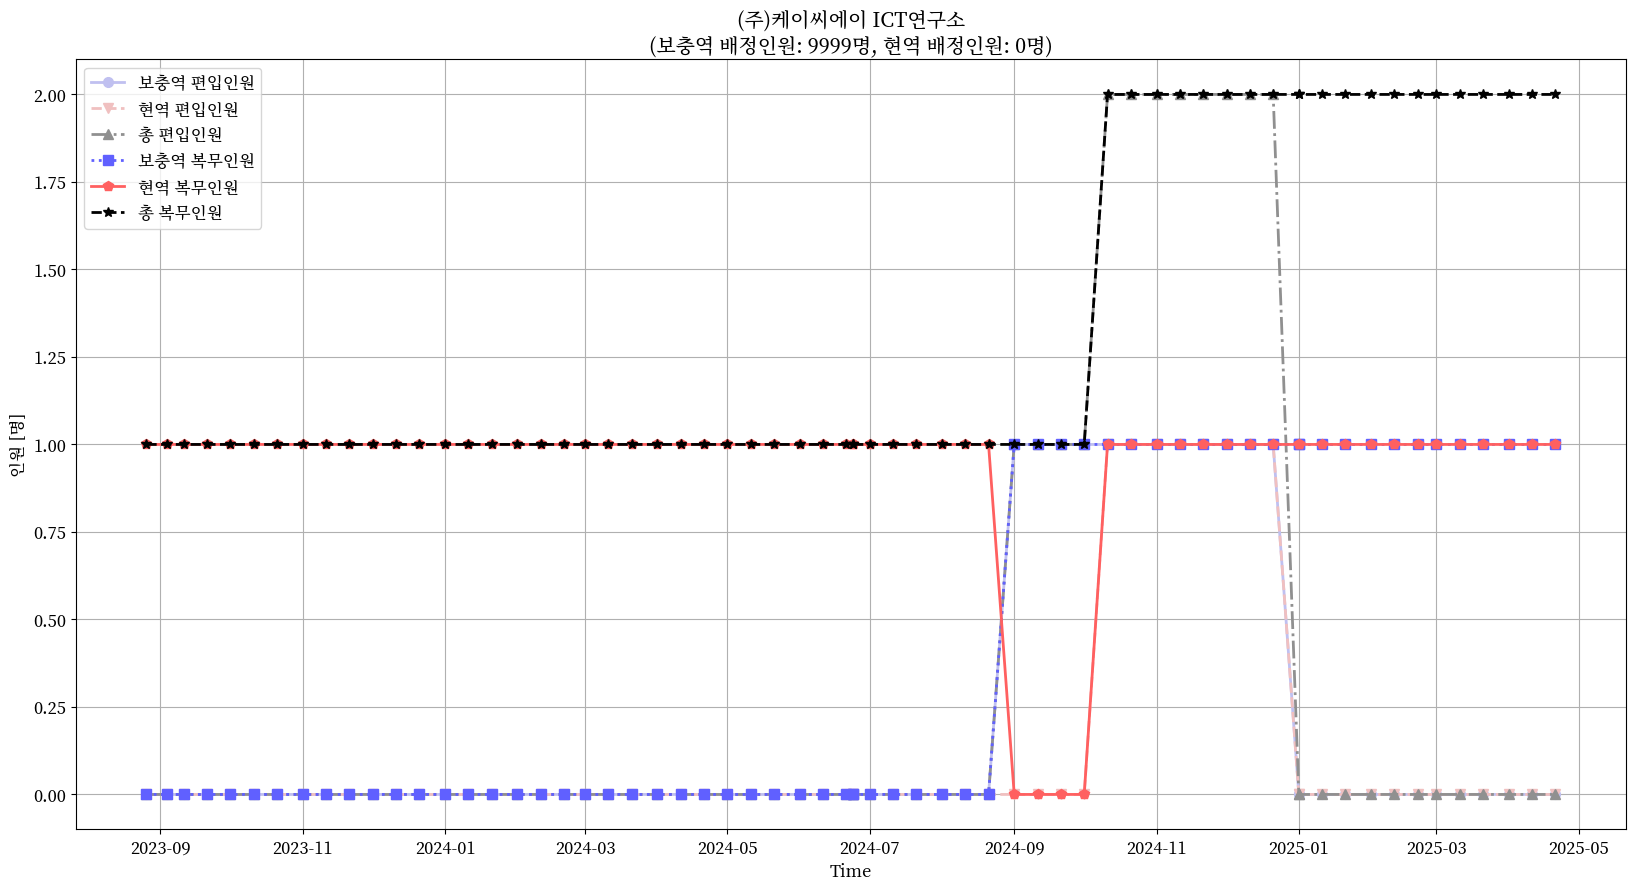 (주)케이씨에이 ICT연구소
(보충역 배정인원: 9999명, 현역 배정인원: 0명)
보충역 편입인원
현역 편입인원
총 편입인원
보충역 복무인원
현역 복무인원
총 복무인원
2.00
1.75
1.50
1.25
1.00
0.75
0.50
0.25
0.00
인원 [명]
2023-09
2023-11
2024-01
2024-03
2024-05
2024-07
2024-09
2024-11
2025-01
2025-03
2025-05
Time